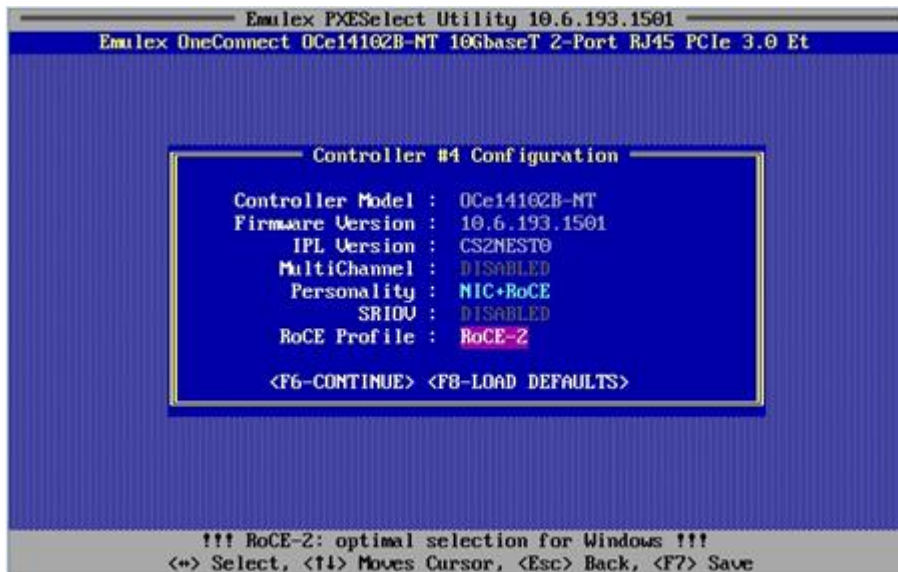 Emulex PXESelect Utility 10.6.193.1501
Emulex OneConnect OCe14102B-NT 10GbaseT 2-Port RJ45 PCIe 3.0 Et
Controller #4 Configuration
Controller Model : OCe14102B-NT
Firmware Version : 10.6.193.1501
IPL Version : CS2NEST0
MultiChannel : DISABLED
Personality : NIC+RoCE
SRIOV : DISABLED
RoCE Profile : RoCE-2
<F6-CONTINUE> <F8-LOAD DEFAULTS>
!!! RoCE-2: optimal selection for Windows !!!
<↔> Select, <↑↓> Moves Cursor, <Esc> Back, <F7> Save